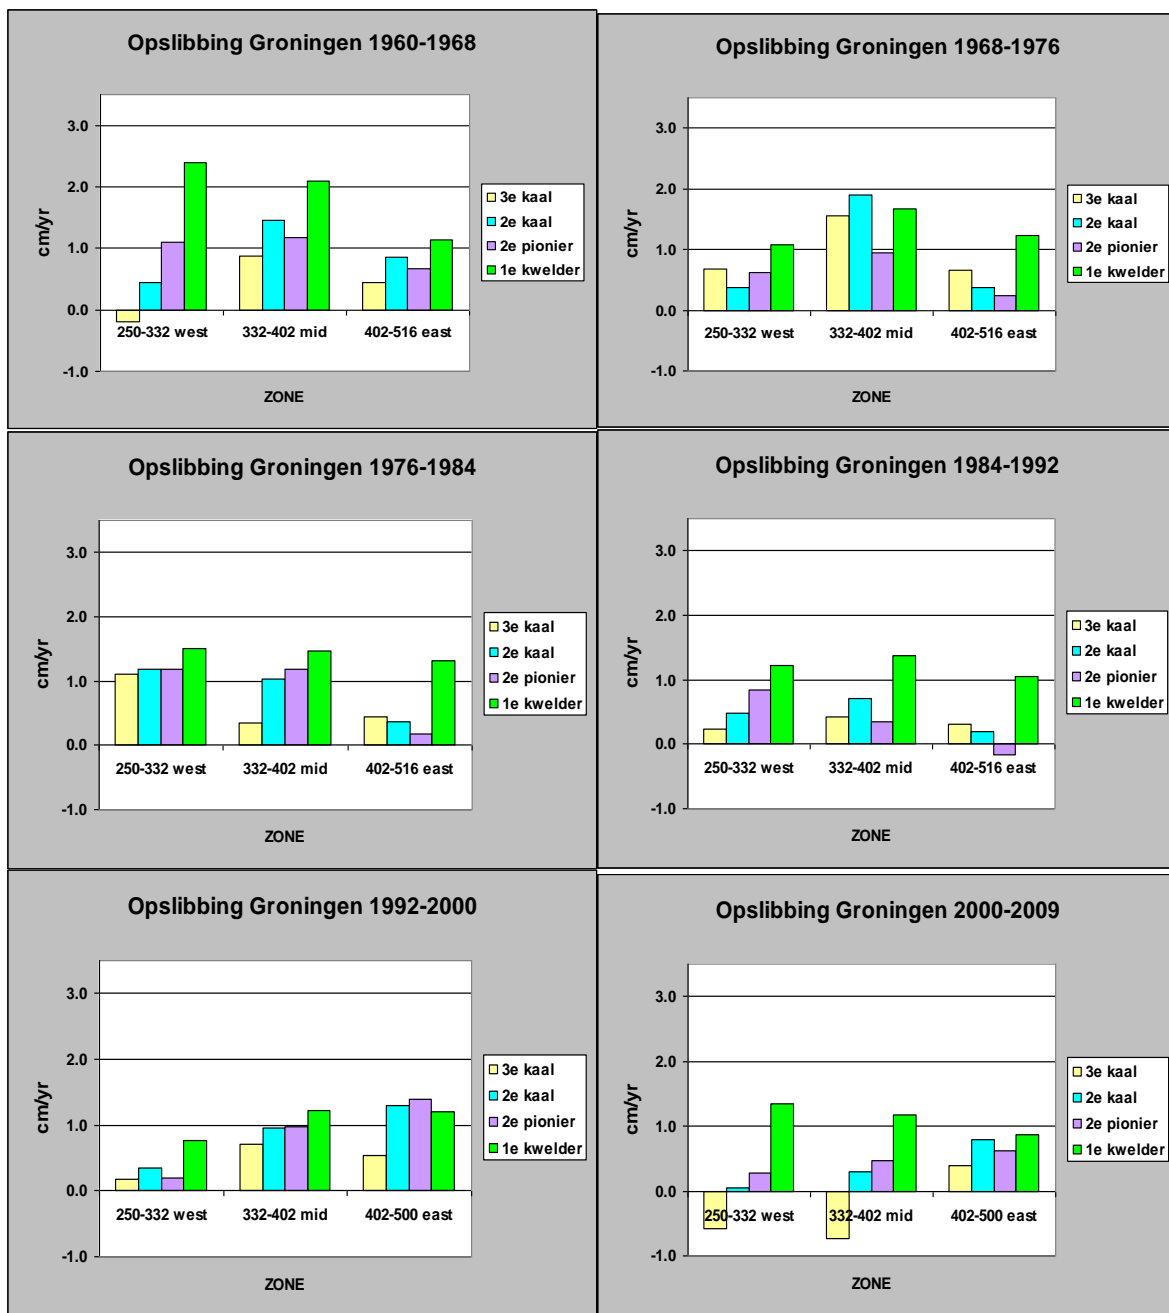 Opslibbing Groningen 1960-1968
3.0
2.0
1.0
0.0
-1.0
cm/yr
250-332 west 332-402 mid 402-516 east
ZONE
3e kaal
2e kaal
2e pionier
1e kwelder
Opslibbing Groningen 1968-1976
3.0
2.0
1.0
0.0
-1.0
cm/yr
250-332 west 332-402 mid 402-516 east
ZONE
3e kaal
2e kaal
2e pionier
1e kwelder
Opslibbing Groningen 1976-1984
3.0
2.0
1.0
0.0
-1.0
cm/yr
250-332 west 332-402 mid 402-516 east
ZONE
3e kaal
2e kaal
2e pionier
1e kwelder
Opslibbing Groningen 1984-1992
3.0
2.0
1.0
0.0
-1.0
cm/yr
250-332 west 332-402 mid 402-516 east
ZONE
3e kaal
2e kaal
2e pionier
1e kwelder
Opslibbing Groningen 1992-2000
3.0
2.0
1.0
0.0
-1.0
cm/yr
250-332 west 332-402 mid 402-500 east
ZONE
3e kaal
2e kaal
2e pionier
1e kwelder
Opslibbing Groningen 2000-2009
3.0
2.0
1.0
0.0
-1.0
cm/yr
250-332 west 332-402 mid 402-500 east
ZONE
3e kaal
2e kaal
2e pionier
1e kwelder